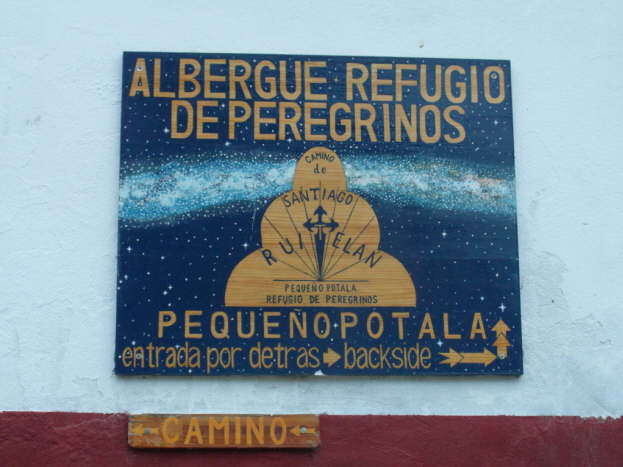 ALBERGUE REFUGIO
DE PEREGRINOS
CAMINO
de
SANTIAGO
RUITELAN
PEQUEÑO POTALA
REFUGIO DE PEREGRINOS
PEQUEÑO POTALA
entrada por detras → backside →
← CAMINO ←